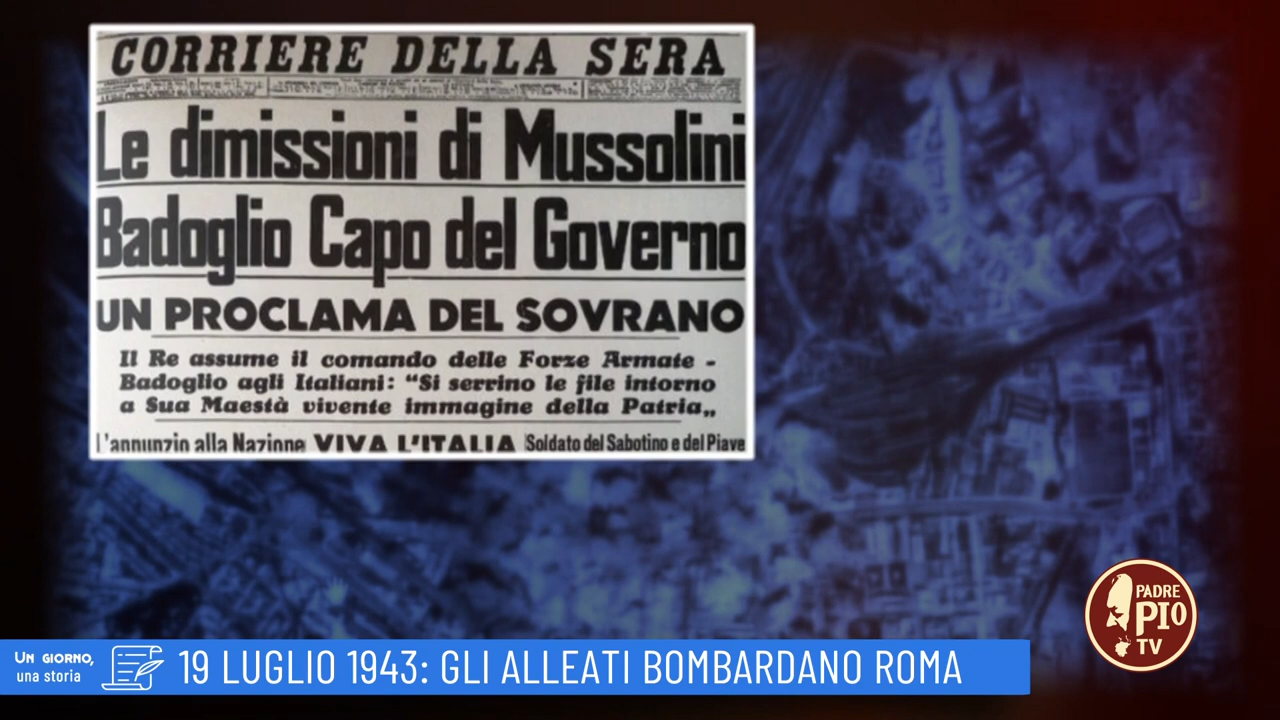 CORRIERE DELLA SERA
Le dimissioni di Mussolini
Badoglio Capo del Governo
UN PROCLAMA DEL SOVRANO
Il Re assume il comando delle Forze Armate -
Badoglio agli Italiani: “Si serrino le file intorno
a Sua Maestà vivente immagine della Patria„
L'annunzio alla Nazione VIVA L'ITALIA Soldato del Sabotino e del Piave
PADRE
PIO
TV
UN GIORNO,
una storia
19 LUGLIO 1943: GLI ALLEATI BOMBARDANO ROMA